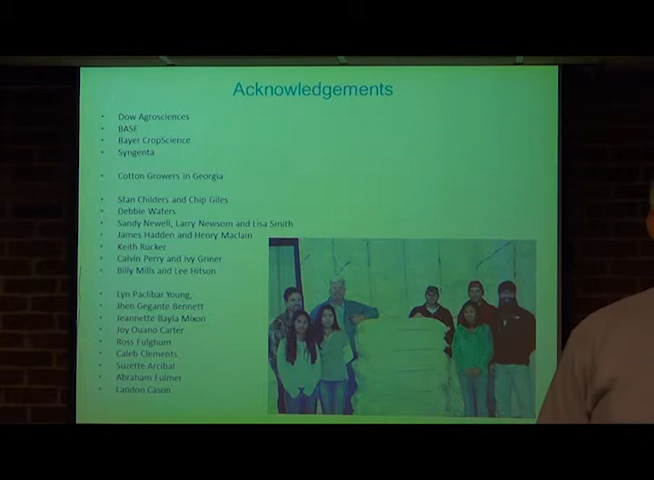 Acknowledgements
Dow Agrosciences
BASF
Bayer CropScience
Syngenta
Cotton Growers in Georgia
Stan Childers and Chip Giles
Debbie Waters
Sandy Newell, Larry Newsom and Lisa Smith
James Hadden and Henry Maclain
Keith Rucker
Calvin Perry and Ivy Griner
Billy Mills and Lee Hitson
Lyn Paclibar Young,
Jhen Gegante Bennett
Jeannette Bayla Mixon
Joy Ouano Carter
Ross Fulghum
Caleb Clements
Suzette Arcibal
Abraham Fulmer
Landon Cason